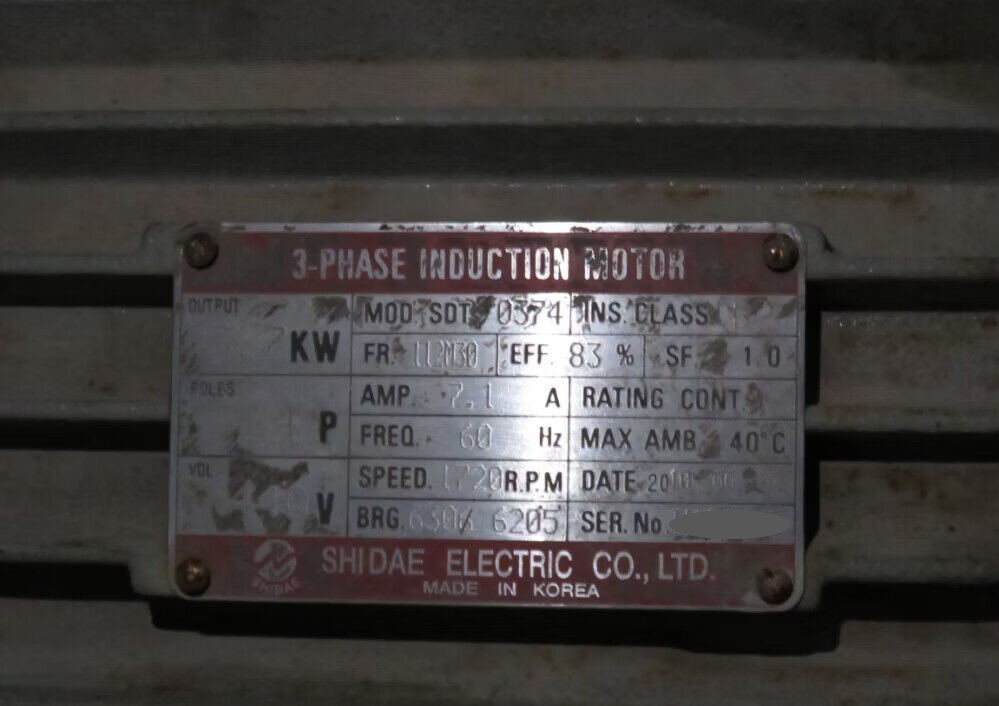 3-PHASE INDUCTION MOTOR
OUTPUT MOD. SDT 0374 INS. CLASS
7 KW FR. 112M30 EFF. 83 % SF. 1 0
POLES AMP. 7.1 A RATING CONT.
P FREQ. 60 Hz MAX AMB. 40°C
VOL SPEED. 1720 R.P.M DATE
V BRG. 6306 6205 SER. No.
SHIDAE SHIDAE ELECTRIC CO., LTD.
MADE IN KOREA